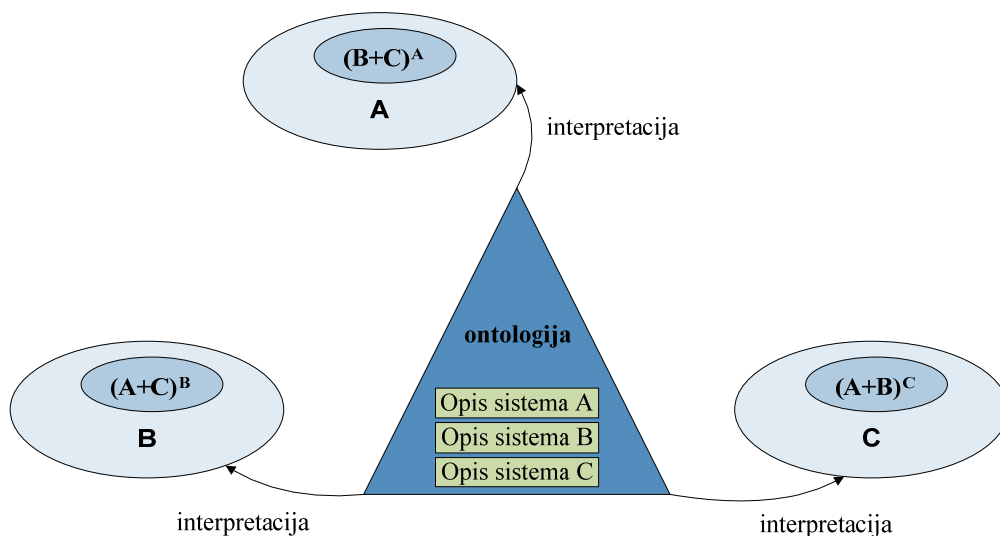 (B+C)ᴬ
A
interpretacija
ontologija
Opis sistema A
Opis sistema B
Opis sistema C
(A+C)ᴮ
B
interpretacija
(A+B)ᶜ
C
interpretacija